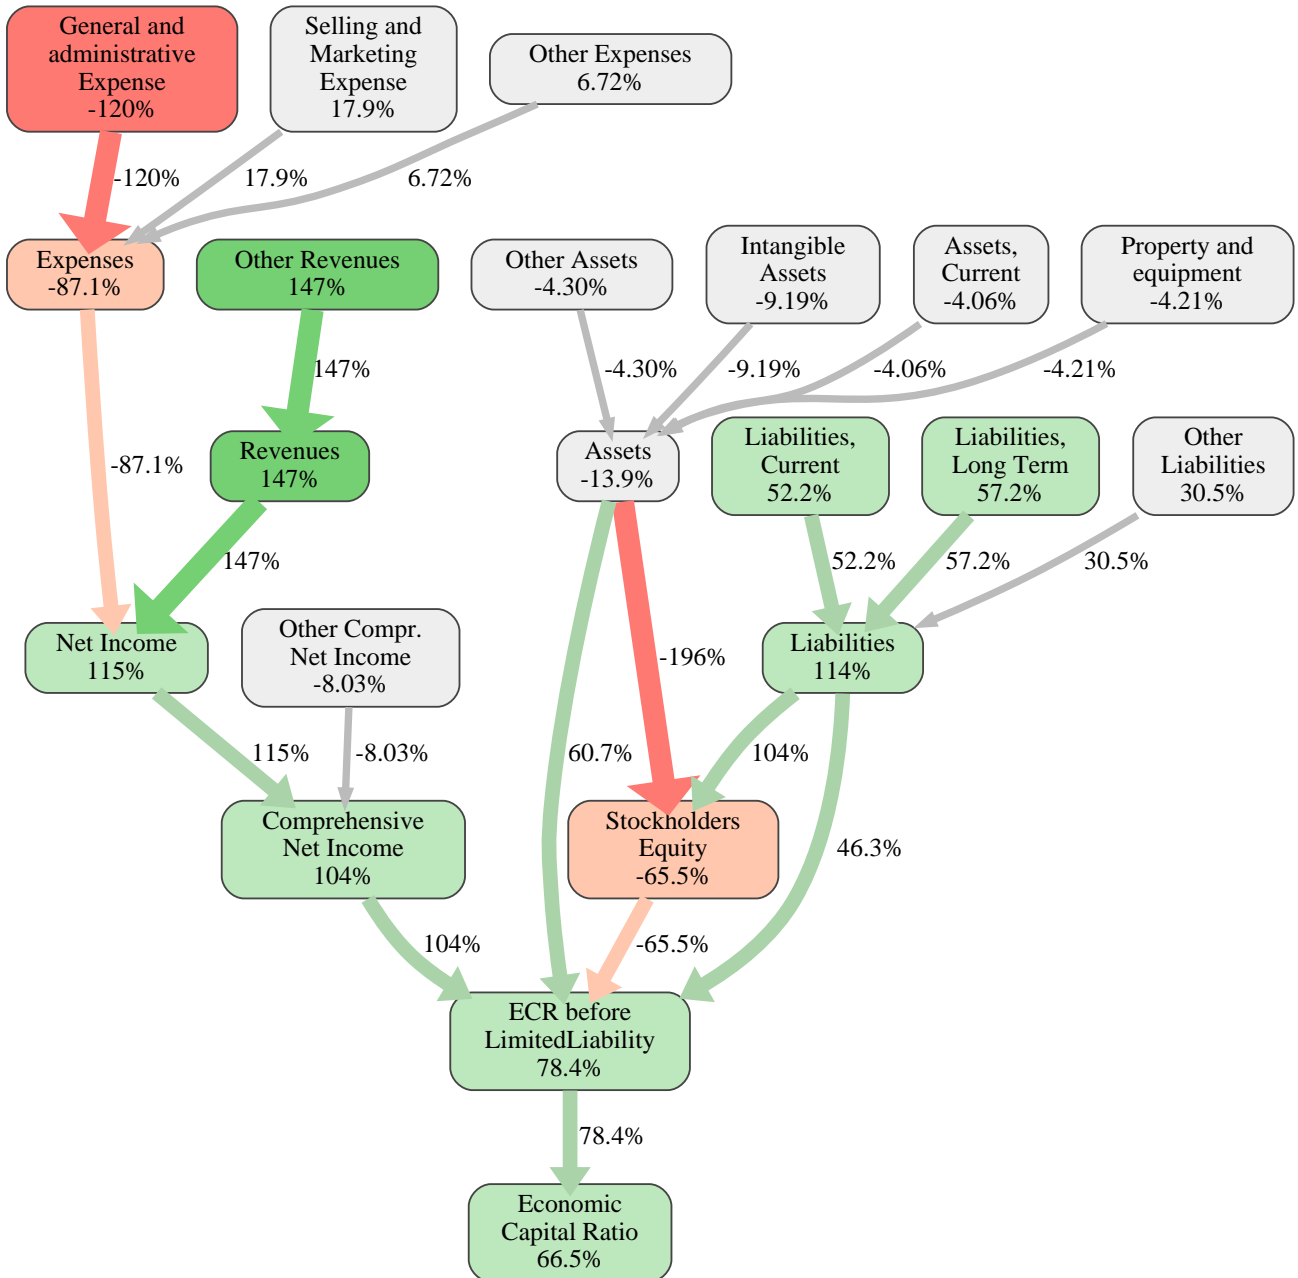 General and
administrative
Expense
-120%
Selling and
Marketing
Expense
17.9%
Other Expenses
6.72%
-120%
17.9%
6.72%
Expenses
-87.1%
Other Revenues
147%
Other Assets
-4.30%
Intangible
Assets
-9.19%
Assets,
Current
-4.06%
Property and
equipment
-4.21%
147%
-4.30%
-9.19%
-4.06%
-4.21%
-87.1%
Revenues
147%
Assets
-13.9%
Liabilities,
Current
52.2%
Liabilities,
Long Term
57.2%
Other
Liabilities
30.5%
147%
52.2%
57.2%
30.5%
Net Income
115%
Other Compr.
Net Income
-8.03%
-196%
Liabilities
114%
115%
-8.03%
60.7%
104%
Comprehensive
Net Income
104%
Stockholders
Equity
-65.5%
46.3%
104%
-65.5%
ECR before
LimitedLiability
78.4%
78.4%
Economic
Capital Ratio
66.5%